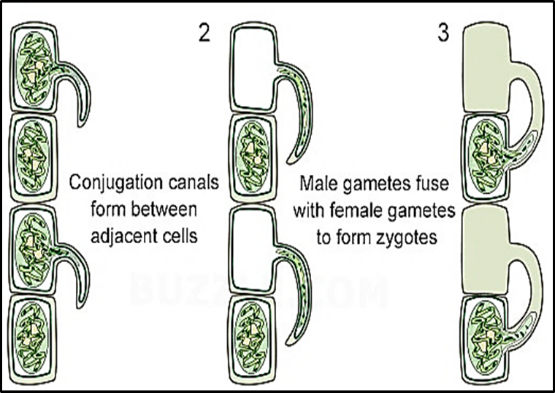 2
3
Conjugation canals
form between
adjacent cells
Male gametes fuse
with female gametes
to form zygotes